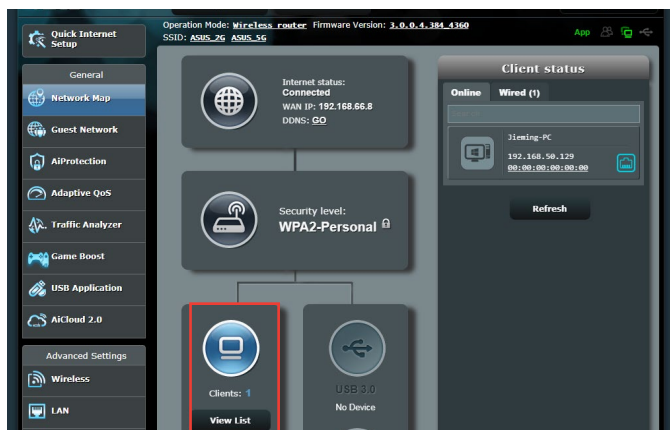 Quick Internet
Setup
General
Network Map
Guest Network
AiProtection
Adaptive QoS
Traffic Analyzer
Game Boost
USB Application
AiCloud 2.0
Advanced Settings
Wireless
LAN
Operation Mode: Wireless router Firmware Version: 3.0.0.4.384_4360
SSID: ASUS_2G ASUS_5G
App
Internet status:
Connected
WAN IP: 192.168.66.8
DDNS: GO
Security level:
WPA2-Personal
Clients: 1
View List
USB 3.0
No Device
Client status
Online Wired (1)
Jieming-PC
192.168.50.129
00:00:00:00:00:00
Refresh